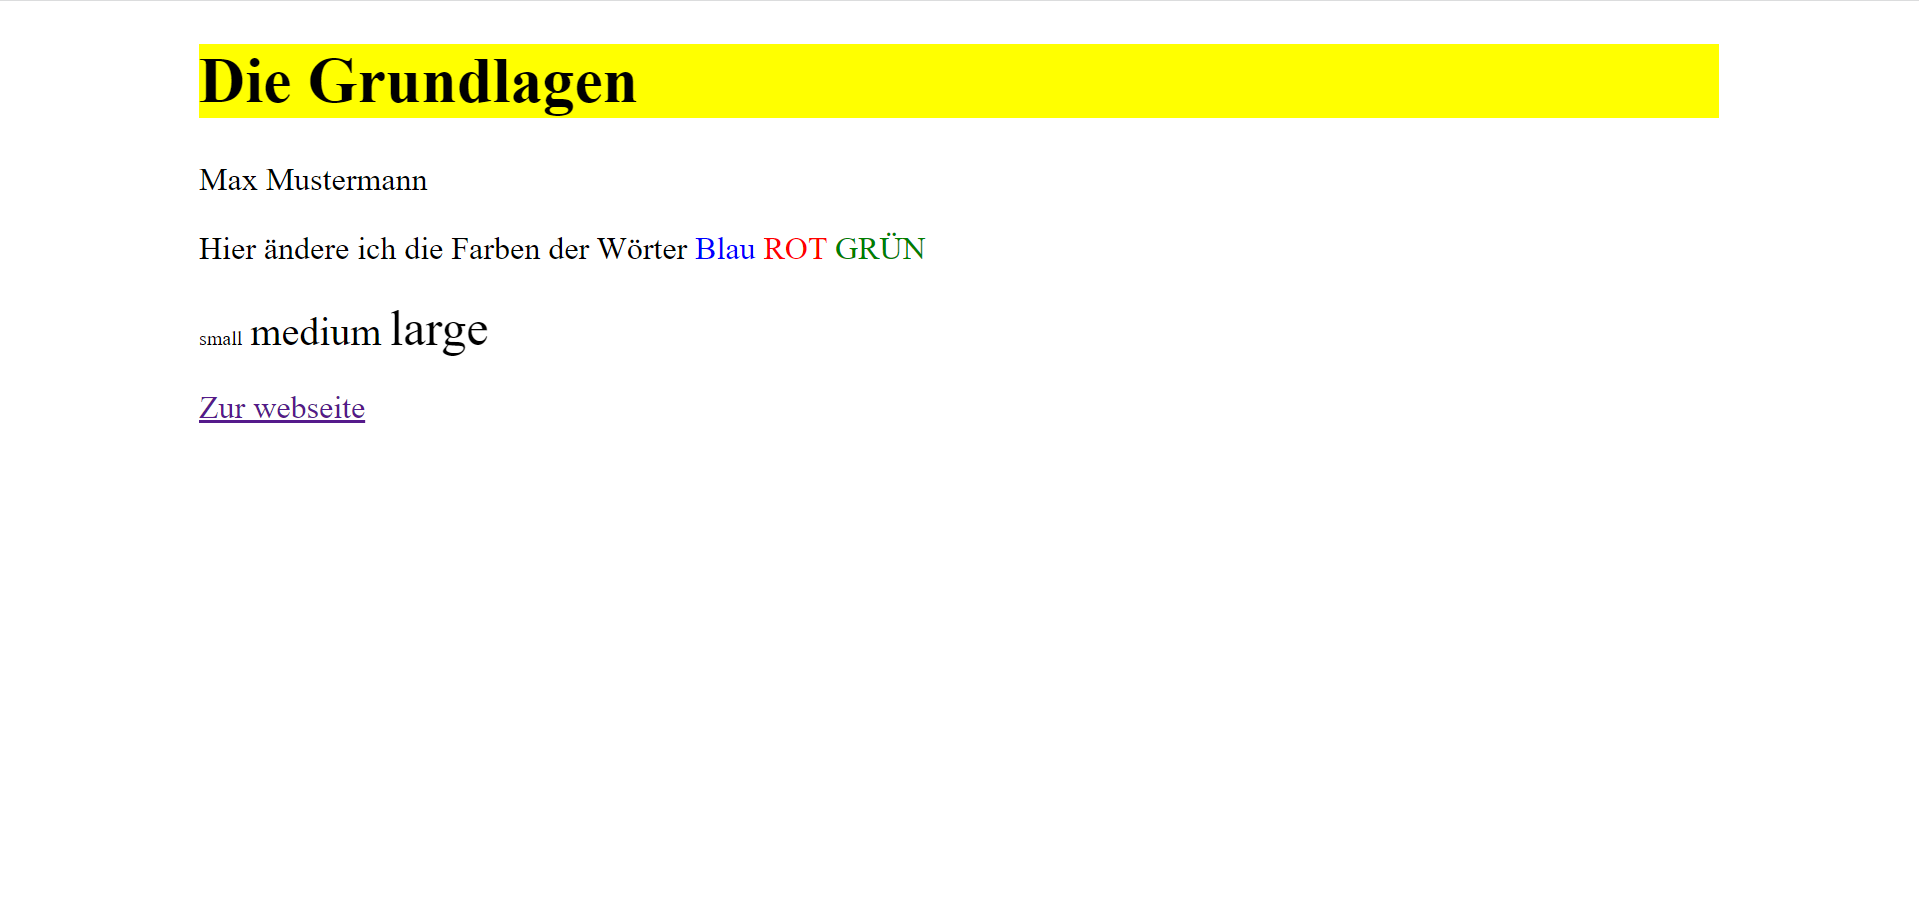 Die Grundlagen
Max Mustermann
Hier ändere ich die Farben der Wörter Blau ROT GRÜN
small medium large
Zur webseite